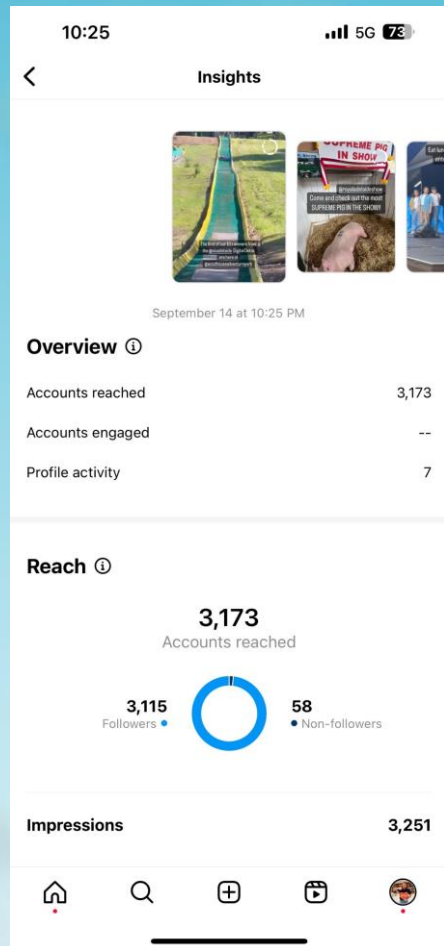 10:25
5G 73
Insights
SUPREME PIG
IN SHOW
Come and check out the most
SUPREME PIG IN THE SHOW!!
September 14 at 10:25 PM
Overview
Accounts reached 3,173
Accounts engaged --
Profile activity 7
Reach
3,173
Accounts reached
3,115
Followers
58
Non-followers
Impressions 3,251